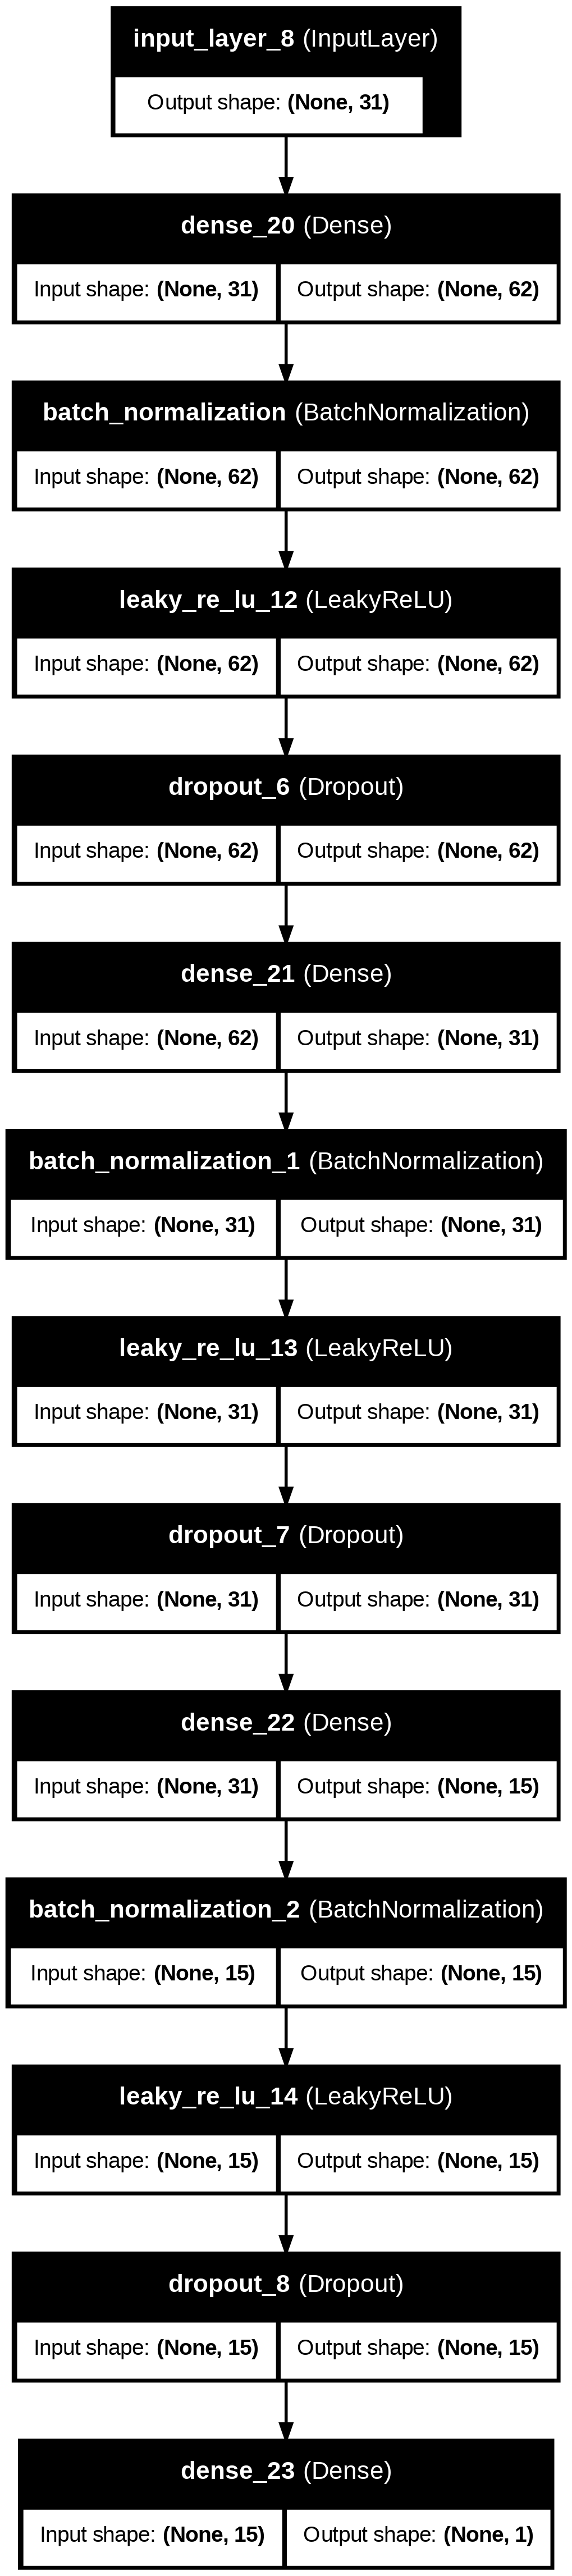 input_layer_8 (InputLayer)
Output shape: (None, 31)
dense_20 (Dense)
Input shape: (None, 31) Output shape: (None, 62)
batch_normalization (BatchNormalization)
Input shape: (None, 62) Output shape: (None, 62)
leaky_re_lu_12 (LeakyReLU)
Input shape: (None, 62) Output shape: (None, 62)
dropout_6 (Dropout)
Input shape: (None, 62) Output shape: (None, 62)
dense_21 (Dense)
Input shape: (None, 62) Output shape: (None, 31)
batch_normalization_1 (BatchNormalization)
Input shape: (None, 31) Output shape: (None, 31)
leaky_re_lu_13 (LeakyReLU)
Input shape: (None, 31) Output shape: (None, 31)
dropout_7 (Dropout)
Input shape: (None, 31) Output shape: (None, 31)
dense_22 (Dense)
Input shape: (None, 31) Output shape: (None, 15)
batch_normalization_2 (BatchNormalization)
Input shape: (None, 15) Output shape: (None, 15)
leaky_re_lu_14 (LeakyReLU)
Input shape: (None, 15) Output shape: (None, 15)
dropout_8 (Dropout)
Input shape: (None, 15) Output shape: (None, 15)
dense_23 (Dense)
Input shape: (None, 15) Output shape: (None, 1)